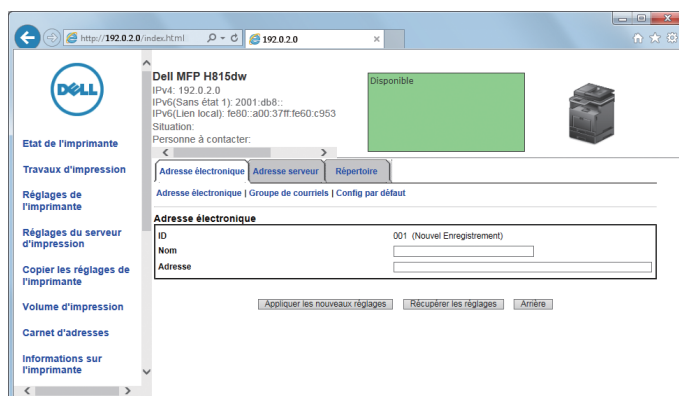 http://192.0.2.0/index.html
192.0.2.0
DELL
Etat de l'imprimante
Travaux d'impression
Réglages de
l'imprimante
Réglages du serveur
d'impression
Copier les réglages de
l'imprimante
Volume d'impression
Carnet d'adresses
Informations sur
l'imprimante
Dell MFP H815dw
IPv4: 192.0.2.0
IPv6(Sans état 1): 2001:db8::
IPv6(Lien local): fe80::a00:37ff:fe60:c953
Situation:
Personne à contacter:
Disponible
Adresse électronique Adresse serveur Répertoire
Adresse électronique | Groupe de courriels | Config par défaut
Adresse électronique
ID 001 (Nouvel Enregistrement)
Nom
Adresse
Appliquer les nouveaux réglages Récupérer les réglages Arrière